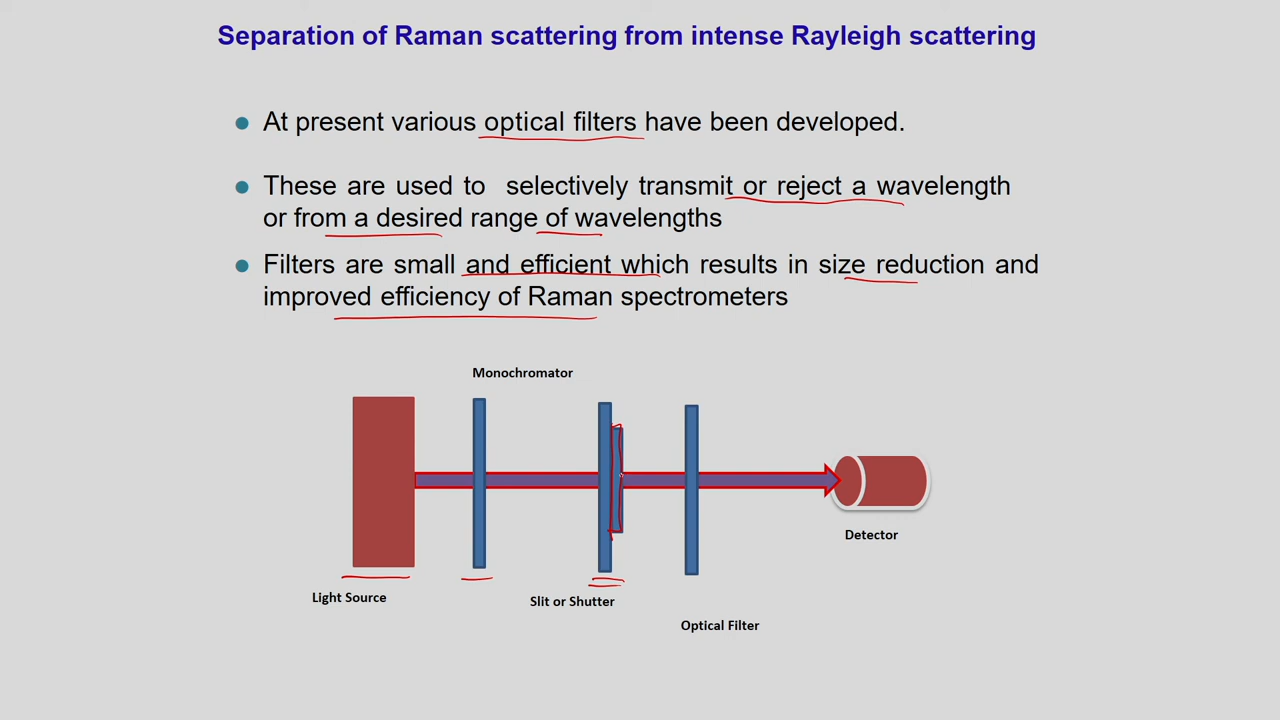 Separation of Raman scattering from intense Rayleigh scattering
At present various optical filters have been developed.
These are used to selectively transmit or reject a wavelength
or from a desired range of wavelengths
Filters are small and efficient which results in size reduction and
improved efficiency of Raman spectrometers
Monochromator
Detector
Light Source
Slit or Shutter
Optical Filter